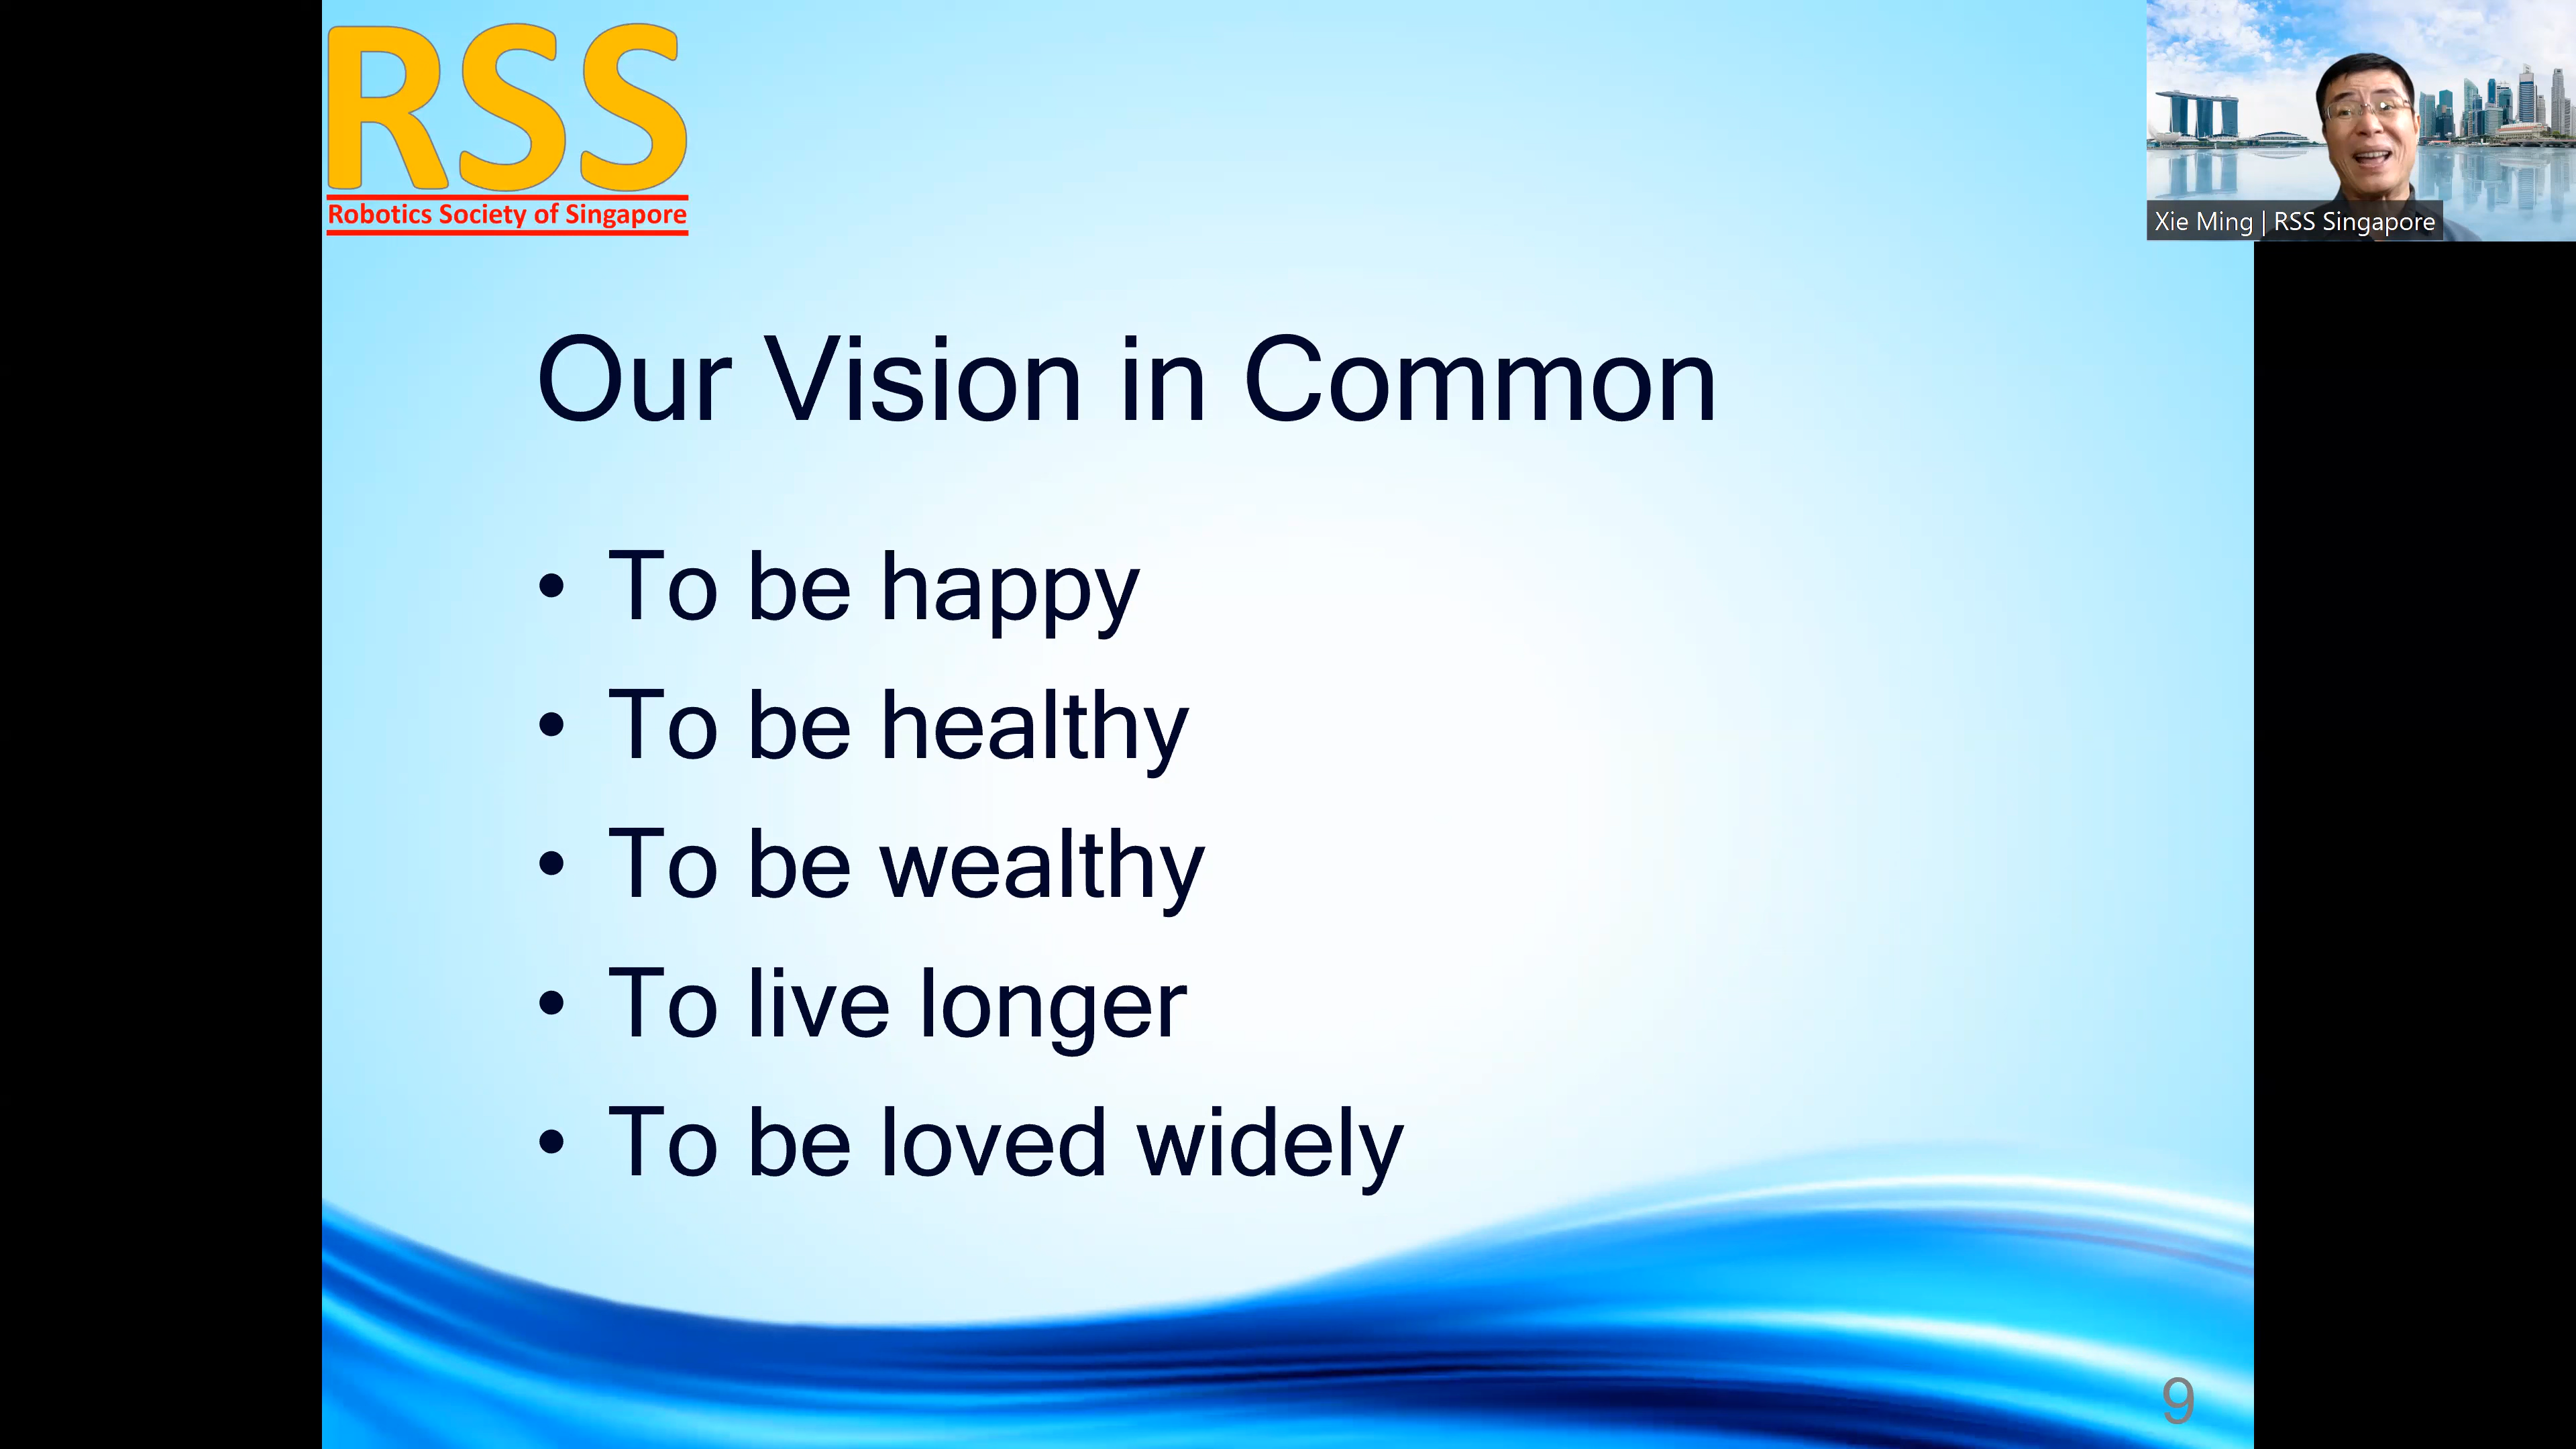 RSS
Robotics Society of Singapore
Xie Ming | RSS Singapore
Our Vision in Common
• To be happy
• To be healthy
• To be wealthy
• To live longer
• To be loved widely
9